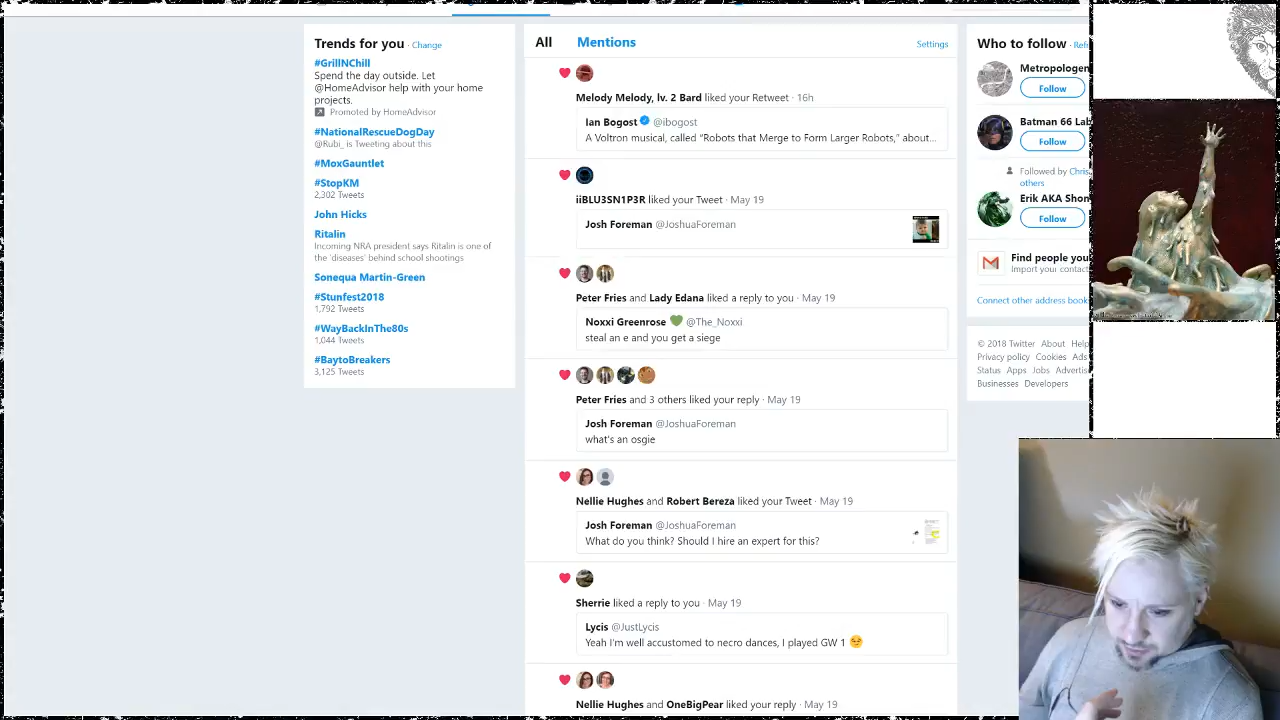 Trends for you · Change
#GrillNChill
Spend the day outside. Let
@HomeAdvisor help with your home
projects.
Promoted by HomeAdvisor
#NationalRescueDogDay
@Rubi_ is Tweeting about this
#MoxGauntlet
#StopKM
2,302 Tweets
John Hicks
Ritalin
Incoming NRA president says Ritalin is one of
the 'diseases' behind school shootings
Sonequa Martin-Green
#Stunfest2018
1,792 Tweets
#WayBackInThe80s
1,044 Tweets
#BaytoBreakers
3,125 Tweets
All Mentions Settings
Melody Melody, lv. 2 Bard liked your Retweet · 16h
Ian Bogost @ibogost
A Voltron musical, called “Robots that Merge to Form Larger Robots,” about...
iiBLU3SN1P3R liked your Tweet · May 19
Josh Foreman @JoshuaForeman
Peter Fries and Lady Edana liked a reply to you · May 19
Noxxi Greenrose @The_Noxxi
steal an e and you get a siege
Peter Fries and 3 others liked your reply · May 19
Josh Foreman @JoshuaForeman
what's an osgie
Nellie Hughes and Robert Bereza liked your Tweet · May 19
Josh Foreman @JoshuaForeman
What do you think? Should I hire an expert for this?
Sherrie liked a reply to you · May 19
Lycis @JustLycis
Yeah I'm well accustomed to necro dances, I played GW 1
Nellie Hughes and OneBigPear liked your reply · May 19
Who to follow · Refr
Metropologen
Follow
Batman 66 Lab
Follow
Followed by Chris
others
Erik AKA Shon
Follow
Find people you
Import your contac
Connect other address book
© 2018 Twitter About Help
Privacy policy Cookies Ads
Status Apps Jobs Advertis
Businesses Developers